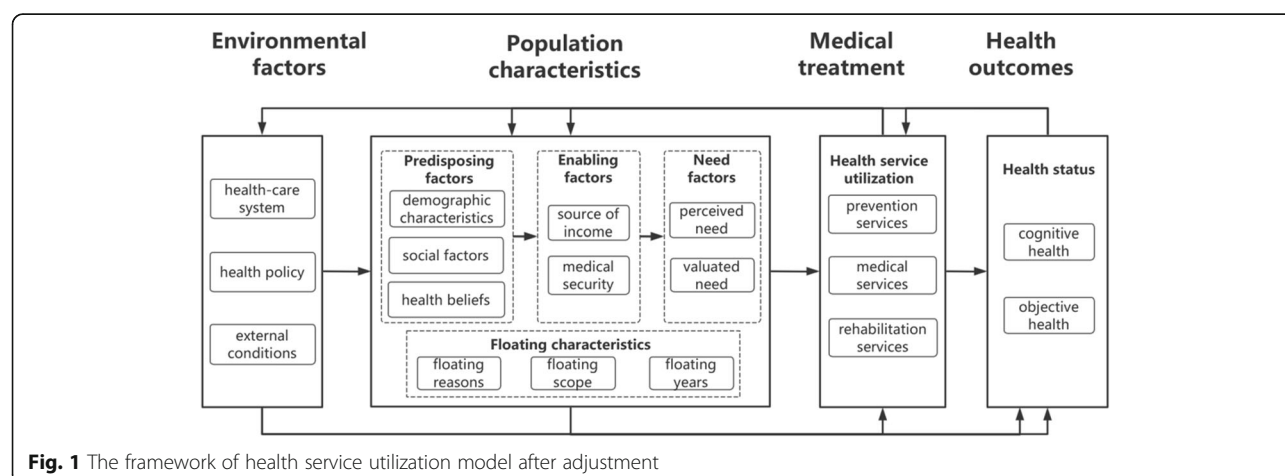 Environmental
factors
Population
characteristics
Medical
treatment
Health
outcomes
health-care
system
health policy
external
conditions
Predisposing
factors
demographic
characteristics
social factors
health beliefs
Enabling
factors
source of
income
medical
security
Need
factors
perceived
need
valuated
need
Floating characteristics
floating
reasons
floating
scope
floating
years
Health service
utilization
prevention
services
medical
services
rehabilitation
services
Health status
cognitive
health
objective
health
Fig. 1 The framework of health service utilization model after adjustment